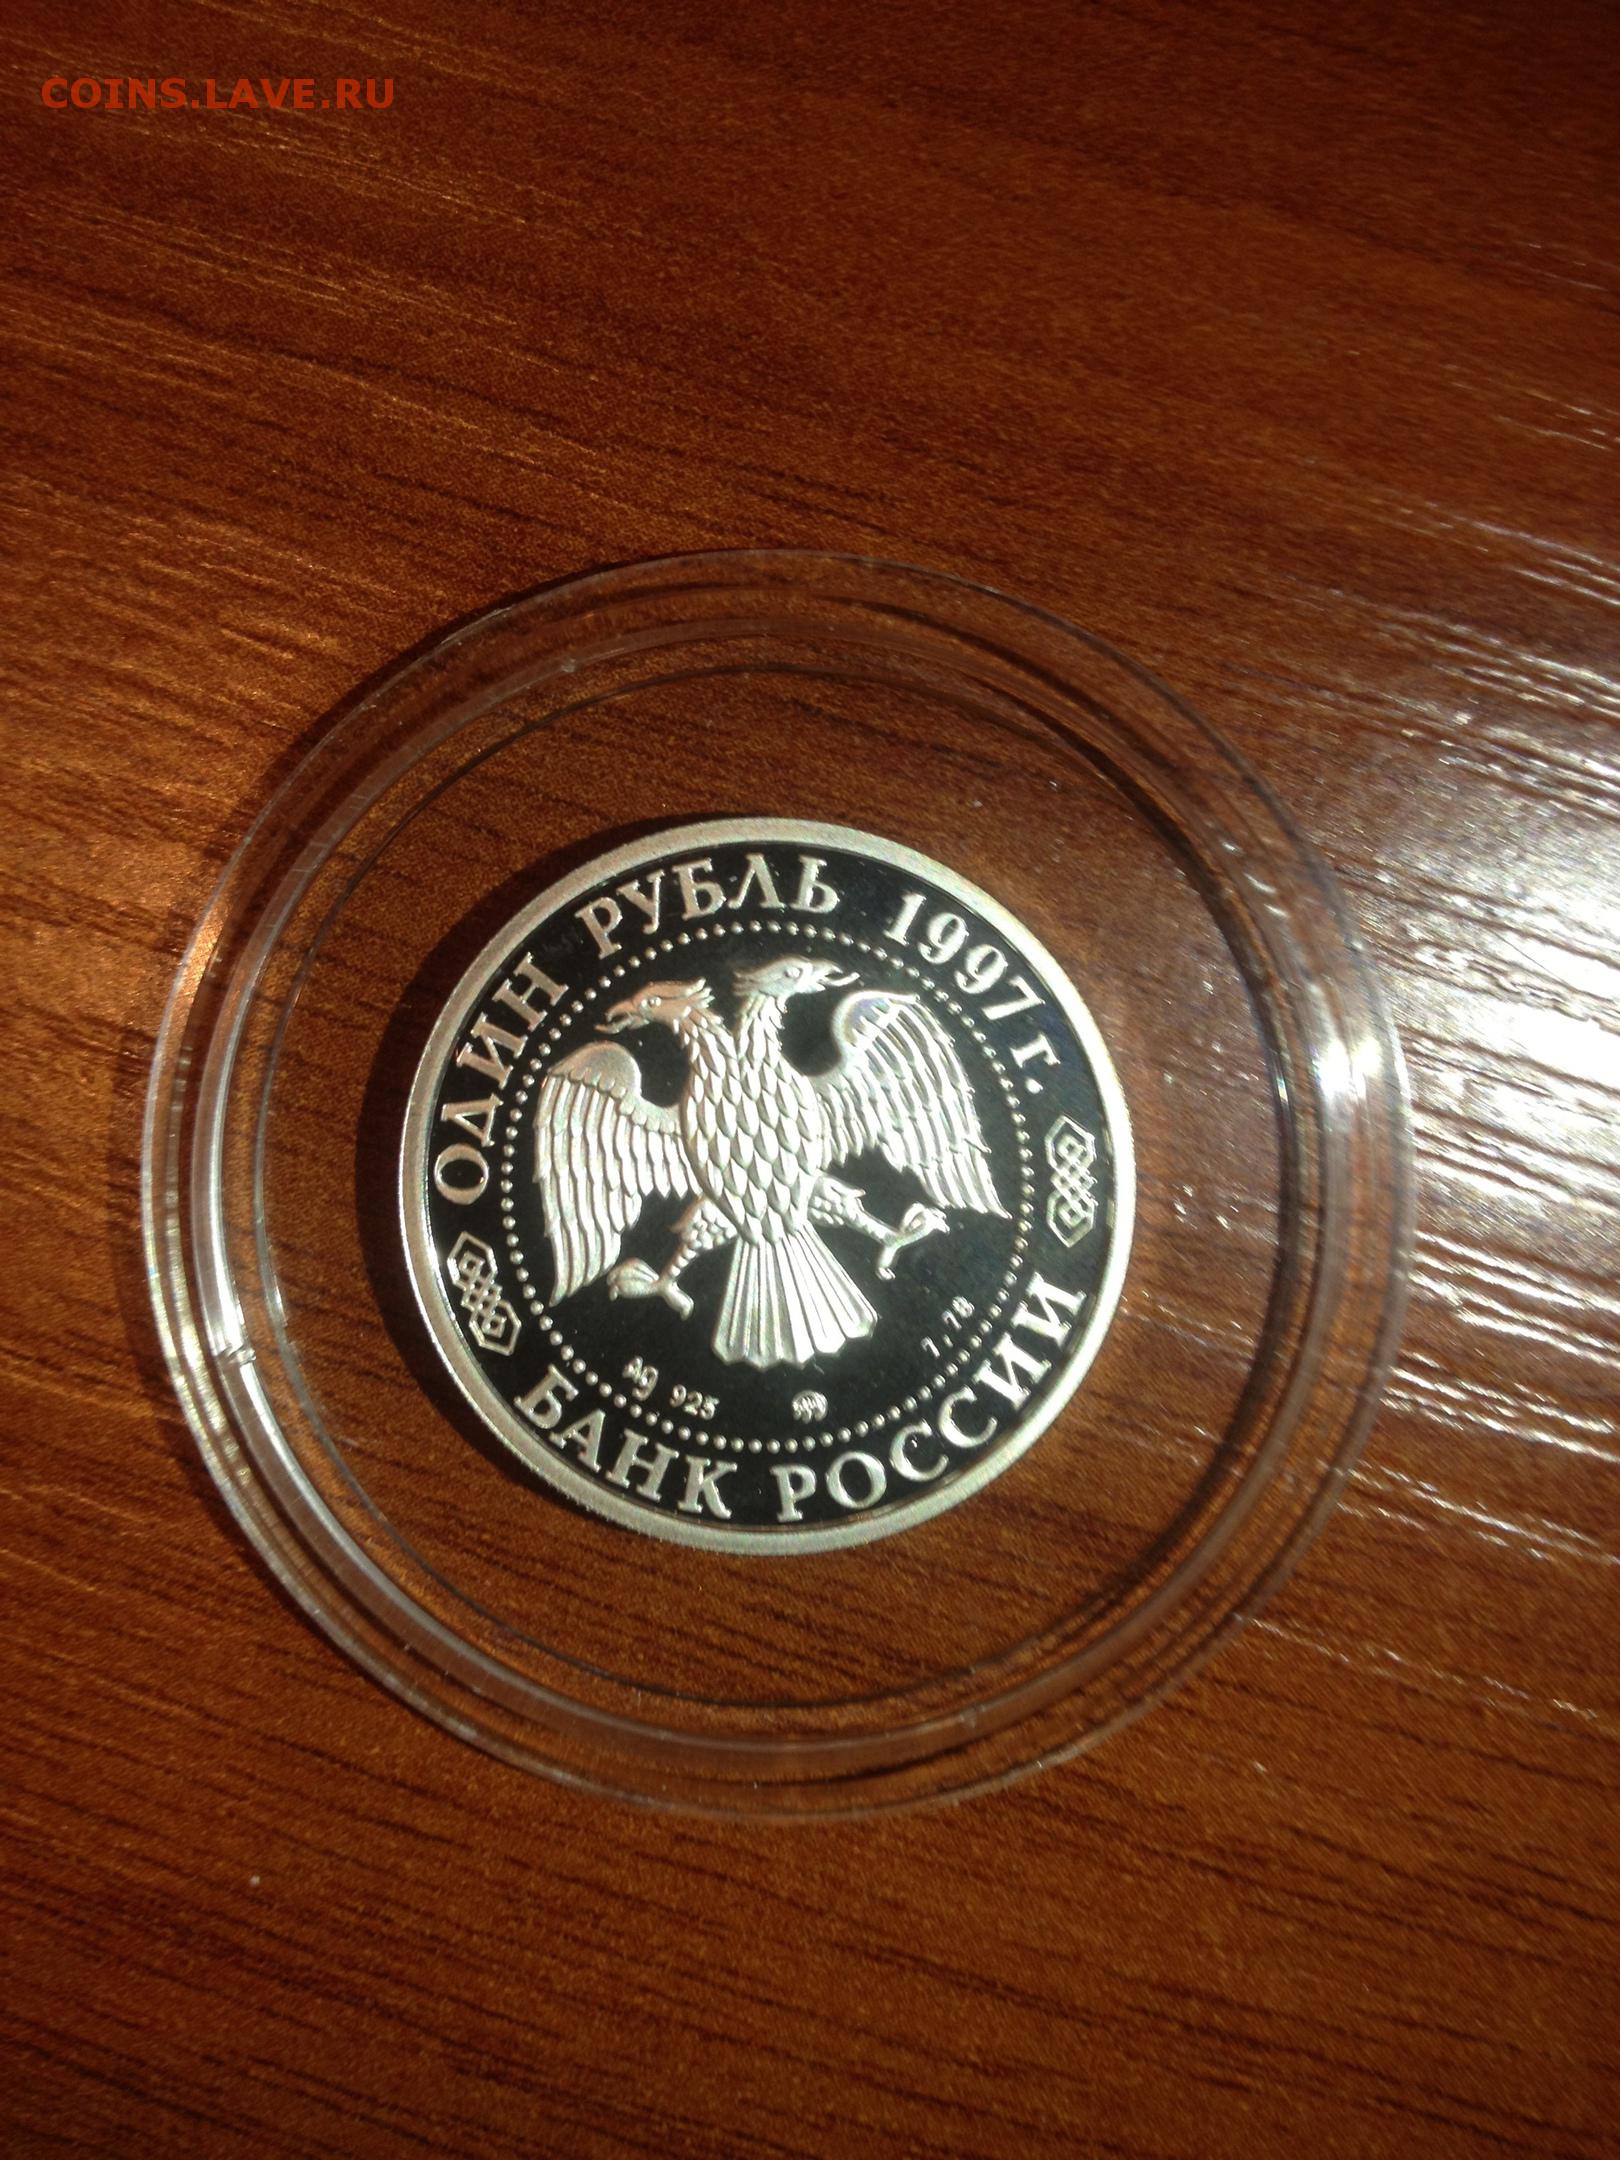 COINS.LAVE.RU
ОДИН РУБЛЬ 1997 г.
Ag 925
7,78
БАНК РОССИИ